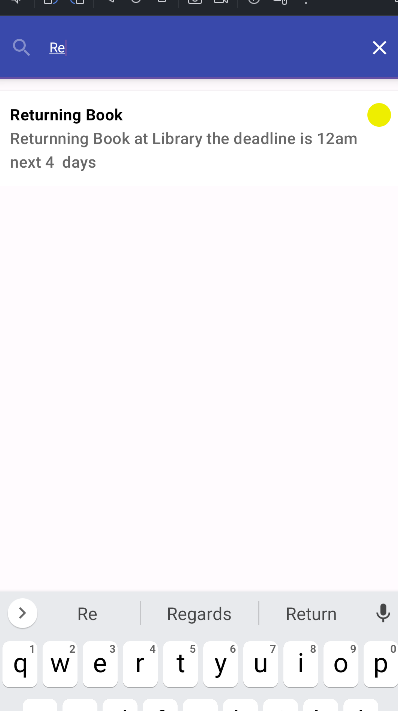 Re
Returning Book
Returnning Book at Library the deadline is 12am
next 4 days
Re
Regards
Return
q 1 w 2 e 3 r 4 t 5 y 6 u 7 i 8 o 9 p 0